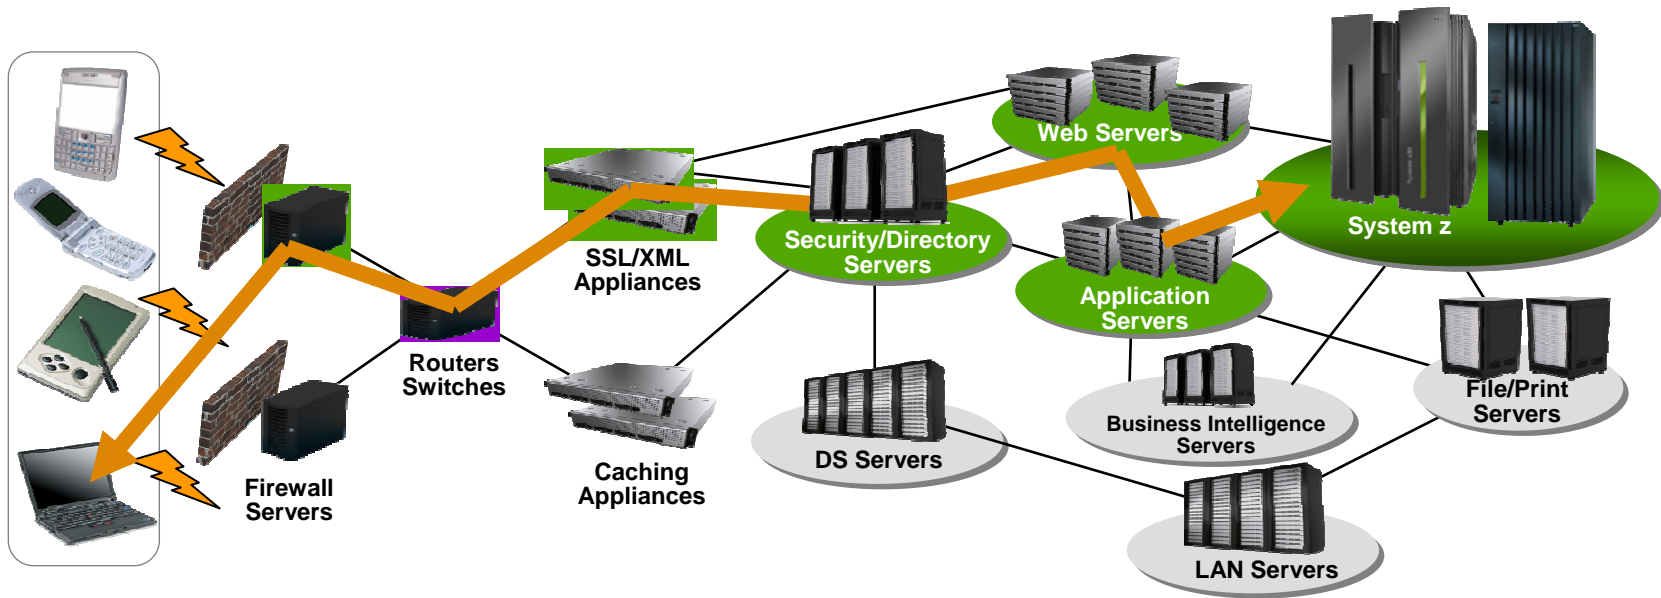 Web Servers
System z
SSL/XML
Appliances
Security/Directory
Servers
Application
Servers
Routers
Switches
File/Print
Servers
Business Intelligence
Servers
DS Servers
Caching
Appliances
Firewall
Servers
LAN Servers